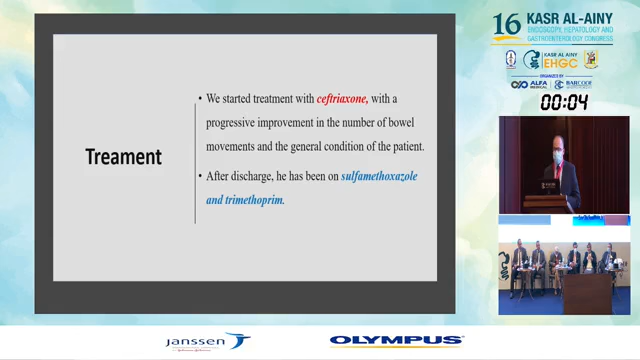 16
KASR AL-AINY
ENDOSCOPY, HEPATOLOGY AND
GASTROENTEROLOGY CONGRESS
KASR AL-AINY
EHGC
ORGANIZED BY
ALFA
MEDICAL
BARCODE
00:04
Treament
• We started treatment with ceftriaxone, with a
progressive improvement in the number of bowel
movements and the general condition of the patient.
• After discharge, he has been on sulfamethoxazole
and trimethoprim.
janssen
OLYMPUS